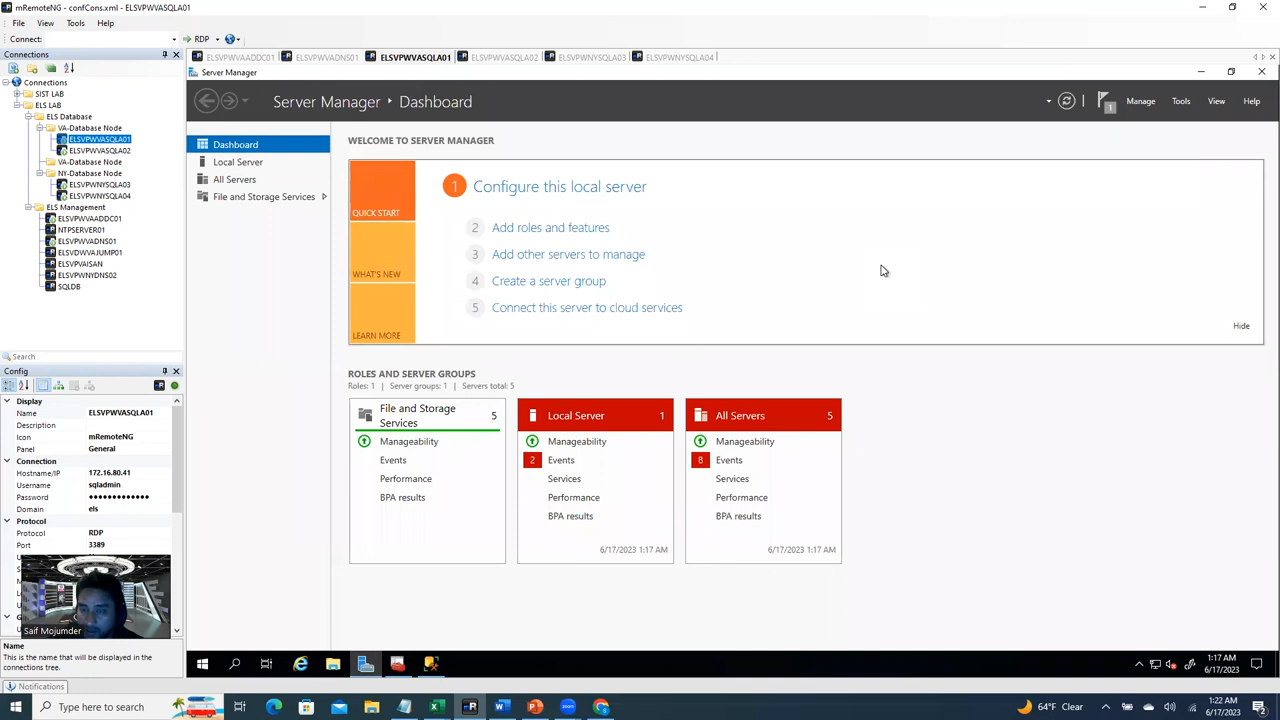 mRemoteNG - confCons.xml - ELSVPWVASQLA01
File View Tools Help
Connect: RDP
Connections
Connections
SIST LAB
ELS LAB
ELS Database
VA-Database Node
ELSVPWVASQLA01
ELSVPWVASQLA02
VA-Database Node
NY-Database Node
ELSVPWNYSQLA03
ELSVPWNYSQLA04
ELS Management
ELSVPWVAADDC01
NTPSERVER01
ELSVPWVADNS01
ELSVDWVAJUMP01
ELSVPVAISAN
ELSVPWNYDNS02
SQLDB
Search
Config
Display
Name ELSVPWVASQLA01
Description
Icon mRemoteNG
Panel General
Connection
Hostname/IP 172.16.80.41
Username sqladmin
Password ●●●●●●●●●●●●●
Domain els
Protocol
Protocol RDP
Port 3389
Saif Mojumder
Name
This is the name that will be displayed in the connections tree.
Notifications
ELSVPWVAADDC01 ELSVPWVADNS01 ELSVPWVASQLA01 ELSVPWVASQLA02 ELSVPWNYSQLA03 ELSVPWNYSQLA04
Server Manager
Server Manager • Dashboard
1 Manage Tools View Help
Dashboard
Local Server
All Servers
File and Storage Services
WELCOME TO SERVER MANAGER
QUICK START
WHAT'S NEW
LEARN MORE
1 Configure this local server
2 Add roles and features
3 Add other servers to manage
4 Create a server group
5 Connect this server to cloud services
Hide
ROLES AND SERVER GROUPS
Roles: 1 | Server groups: 1 | Servers total: 5
File and Storage Services 5
Manageability
Events
Performance
BPA results
Local Server 1
Manageability
2 Events
Services
Performance
BPA results
6/17/2023 1:17 AM
All Servers 5
Manageability
8 Events
Services
Performance
BPA results
6/17/2023 1:17 AM
1:17 AM
6/17/2023
Type here to search
64°F Clear
1:22 AM
6/17/2023
2